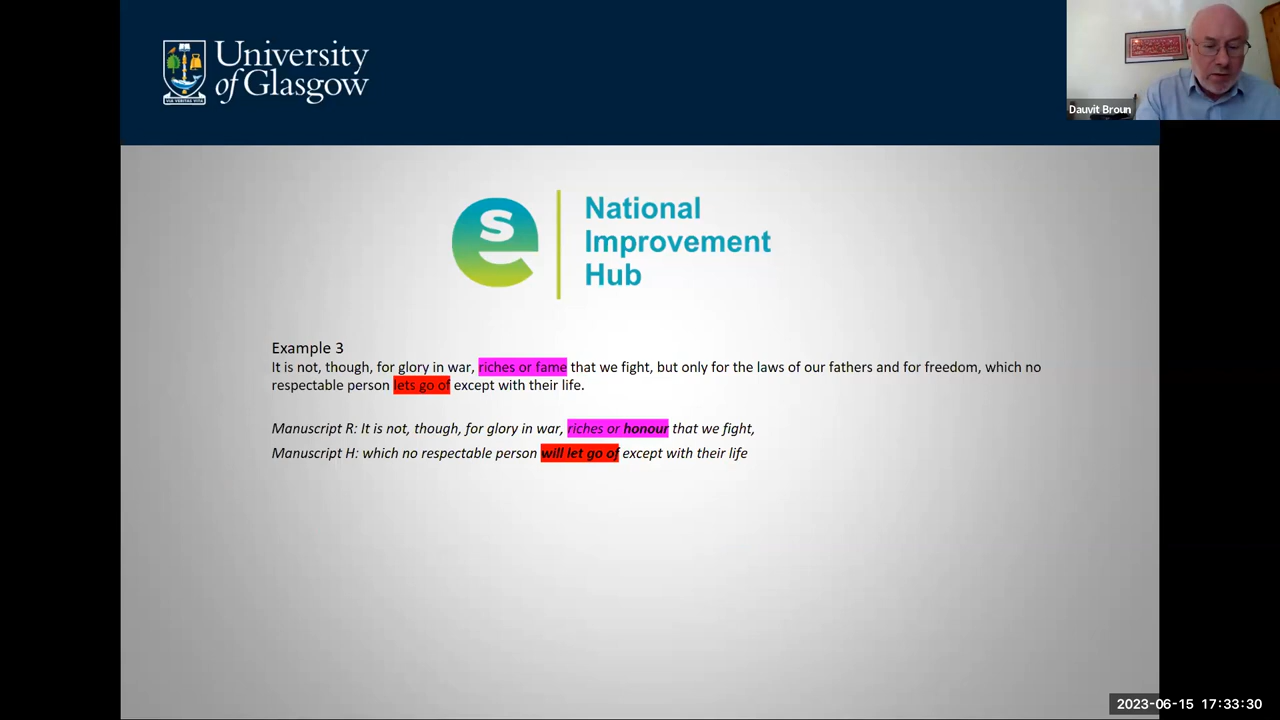 University
of Glasgow
VIA VERITAS VITA
Dauvit Broun
se
National
Improvement
Hub
Example 3
It is not, though, for glory in war, riches or fame that we fight, but only for the laws of our fathers and for freedom, which no
respectable person lets go of except with their life.
Manuscript R: It is not, though, for glory in war, riches or honour that we fight,
Manuscript H: which no respectable person will let go of except with their life
2023-06-15 17:33:30